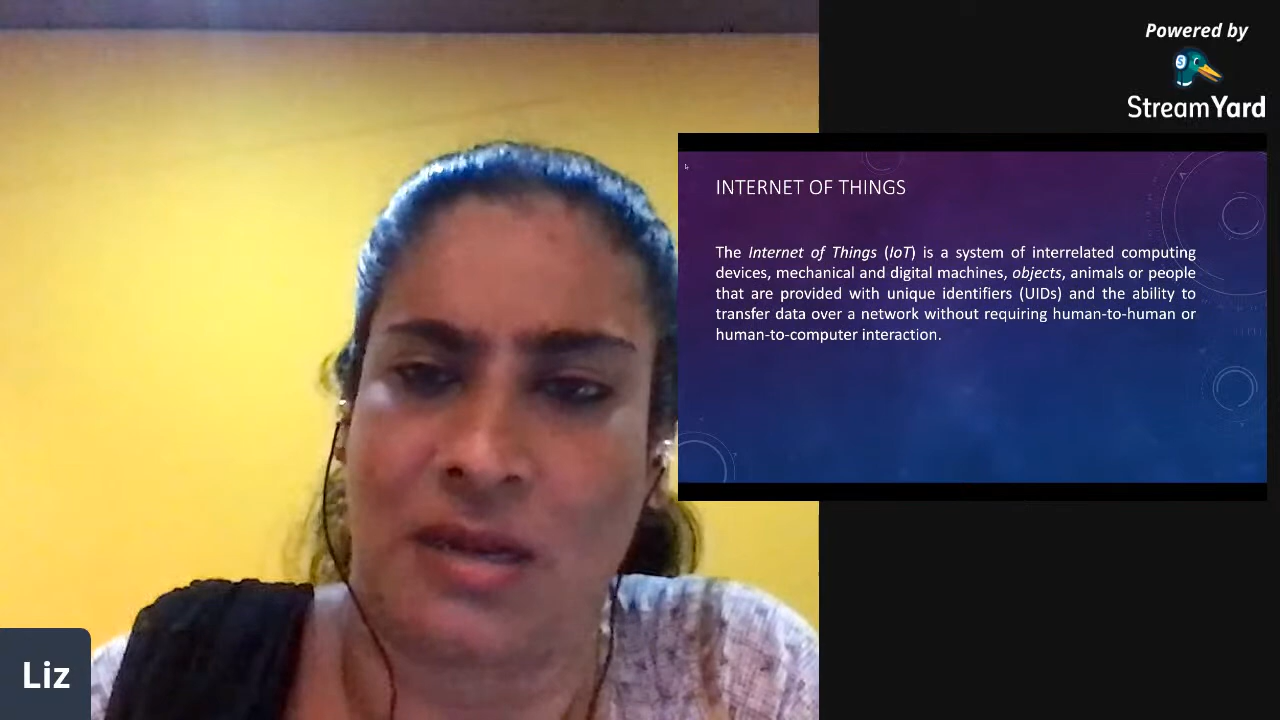 Powered by
StreamYard
INTERNET OF THINGS
The Internet of Things (IoT) is a system of interrelated computing
devices, mechanical and digital machines, objects, animals or people
that are provided with unique identifiers (UIDs) and the ability to
transfer data over a network without requiring human-to-human or
human-to-computer interaction.
Liz